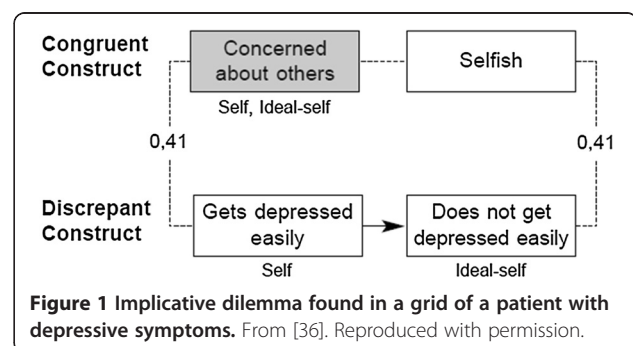 Congruent Construct
Concerned about others
Selfish
Self, Ideal-self
0,41
0,41
Discrepant Construct
Gets depressed easily
Does not get depressed easily
Self
Ideal-self
Figure 1 Implicative dilemma found in a grid of a patient with
depressive symptoms. From [36]. Reproduced with permission.